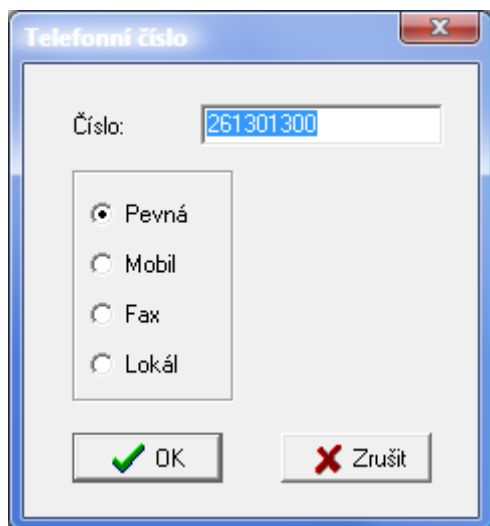 Telefonní číslo
Číslo: 261301300
Pevná
Mobil
Fax
Lokál
OK Zrušit